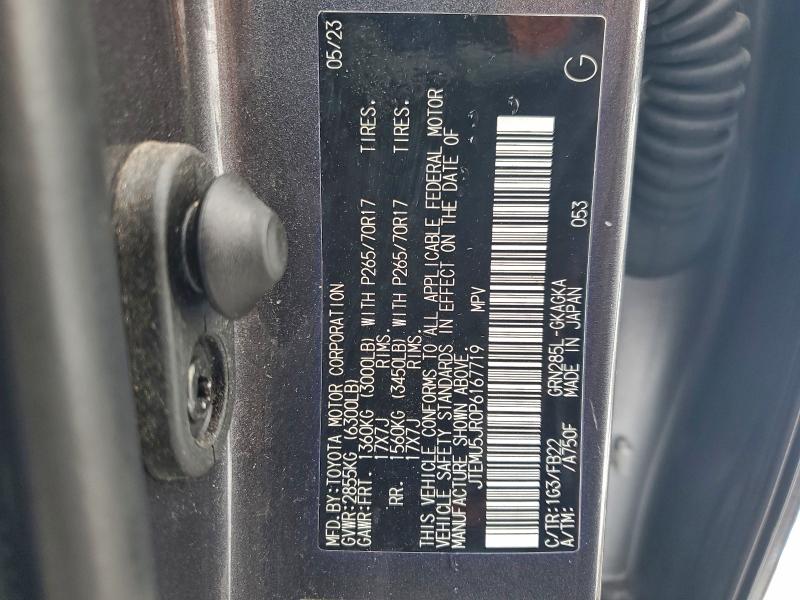 MFD.BY:TOYOTA MOTOR CORPORATION 05/23
GVWR:2855KG (6300LB)
GAWR:FRT. 1360KG (3000LB) WITH P265/70R17 TIRES.
17X7J RIMS.
RR. 1560KG (3450LB) WITH P265/70R17 TIRES.
17X7J RIMS.
THIS VEHICLE CONFORMS TO ALL APPLICABLE FEDERAL MOTOR
VEHICLE SAFETY STANDARDS IN EFFECT ON THE DATE OF
MANUFACTURE SHOWN ABOVE.
JTEMU5JR0P6167719 MPV
C/TR:1G3/FB22 GRN285L-GKAGKA
A/TM: /A750F MADE IN JAPAN 053
G